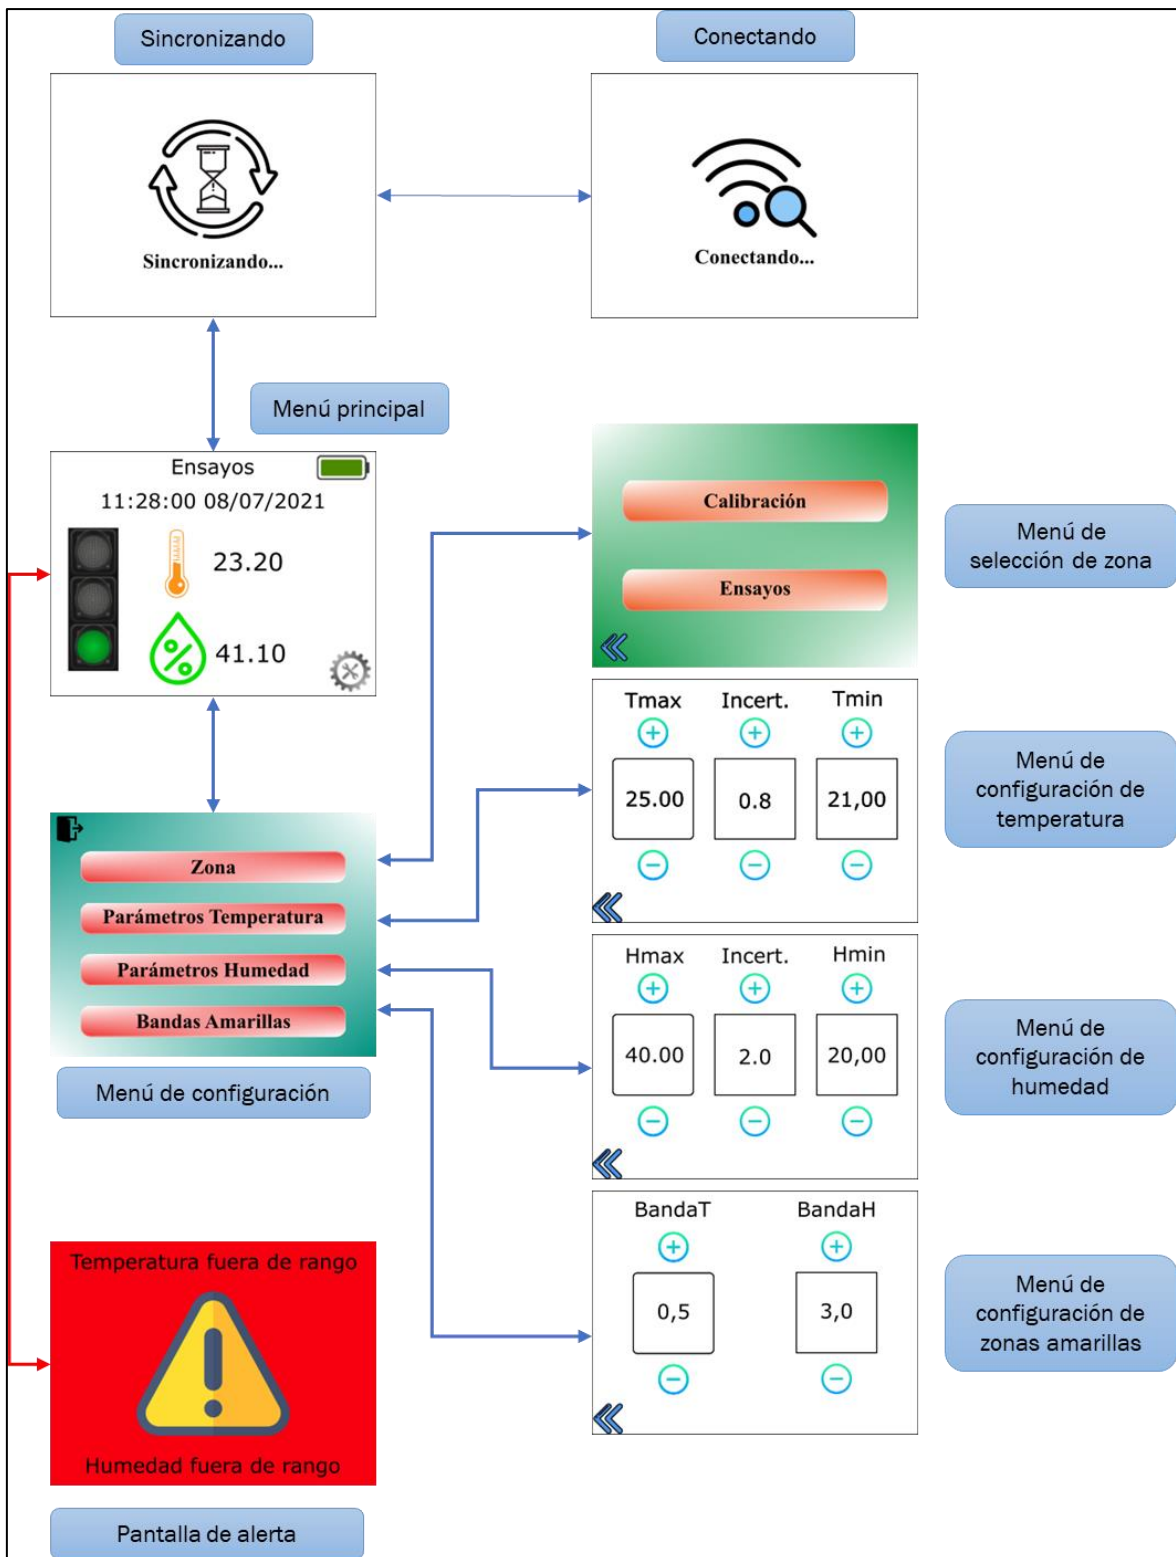 Sincronizando
Conectando
Sincronizando...
Conectando...
Menú principal
Ensayos
11:28:00 08/07/2021
23.20
%
41.10
Calibración
Ensayos
Menú de
selección de zona
Tmax Incert. Tmin
25.00 0.8 21,00
Menú de
configuración de
temperatura
Zona
Parámetros Temperatura
Parámetros Humedad
Bandas Amarillas
Menú de configuración
Hmax Incert. Hmin
40.00 2.0 20,00
Menú de
configuración de
humedad
BandaT BandaH
0,5 3,0
Menú de
configuración de
zonas amarillas
Temperatura fuera de rango
Humedad fuera de rango
Pantalla de alerta